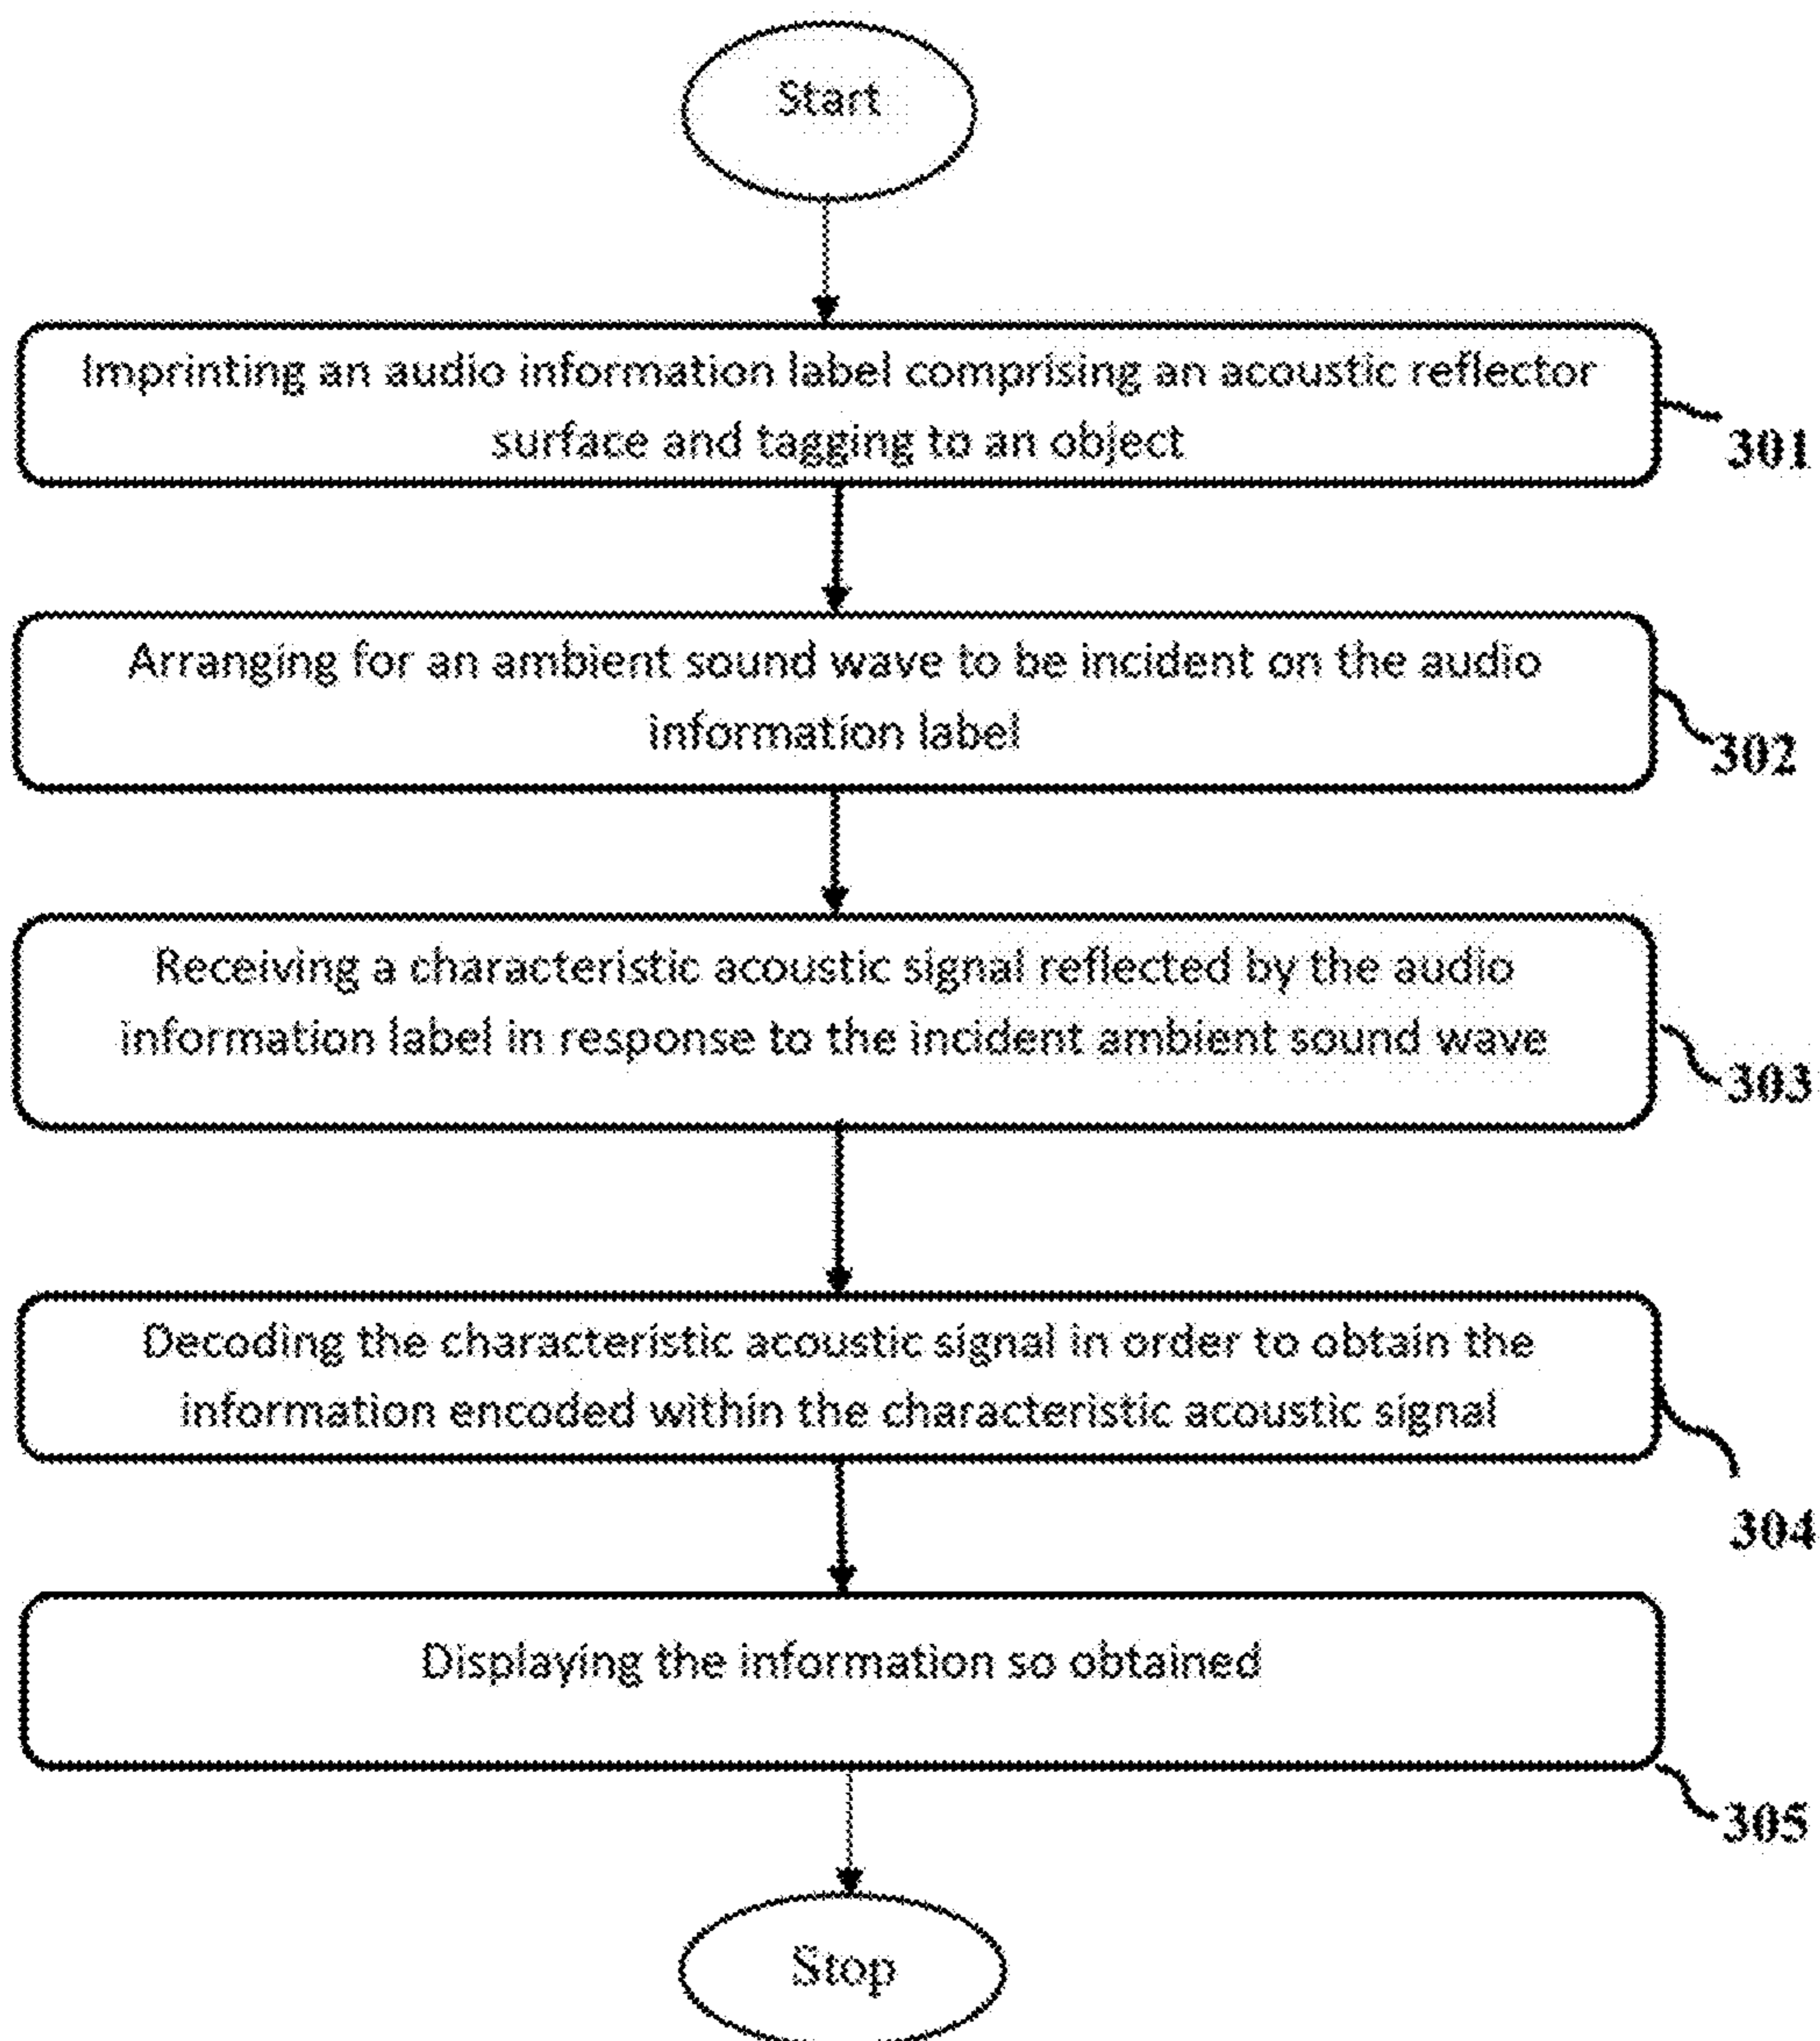 Start
Imprinting an audio information label comprising an acoustic reflector
surface and tagging to an object
301
Arranging for an ambient sound wave to be incident on the audio
information label
302
Receiving a characteristic acoustic signal reflected by the audio
information label in response to the incident ambient sound wave
303
Decoding the characteristic acoustic signal in order to obtain the
information encoded within the characteristic acoustic signal
304
Displaying the information so obtained
305
Stop